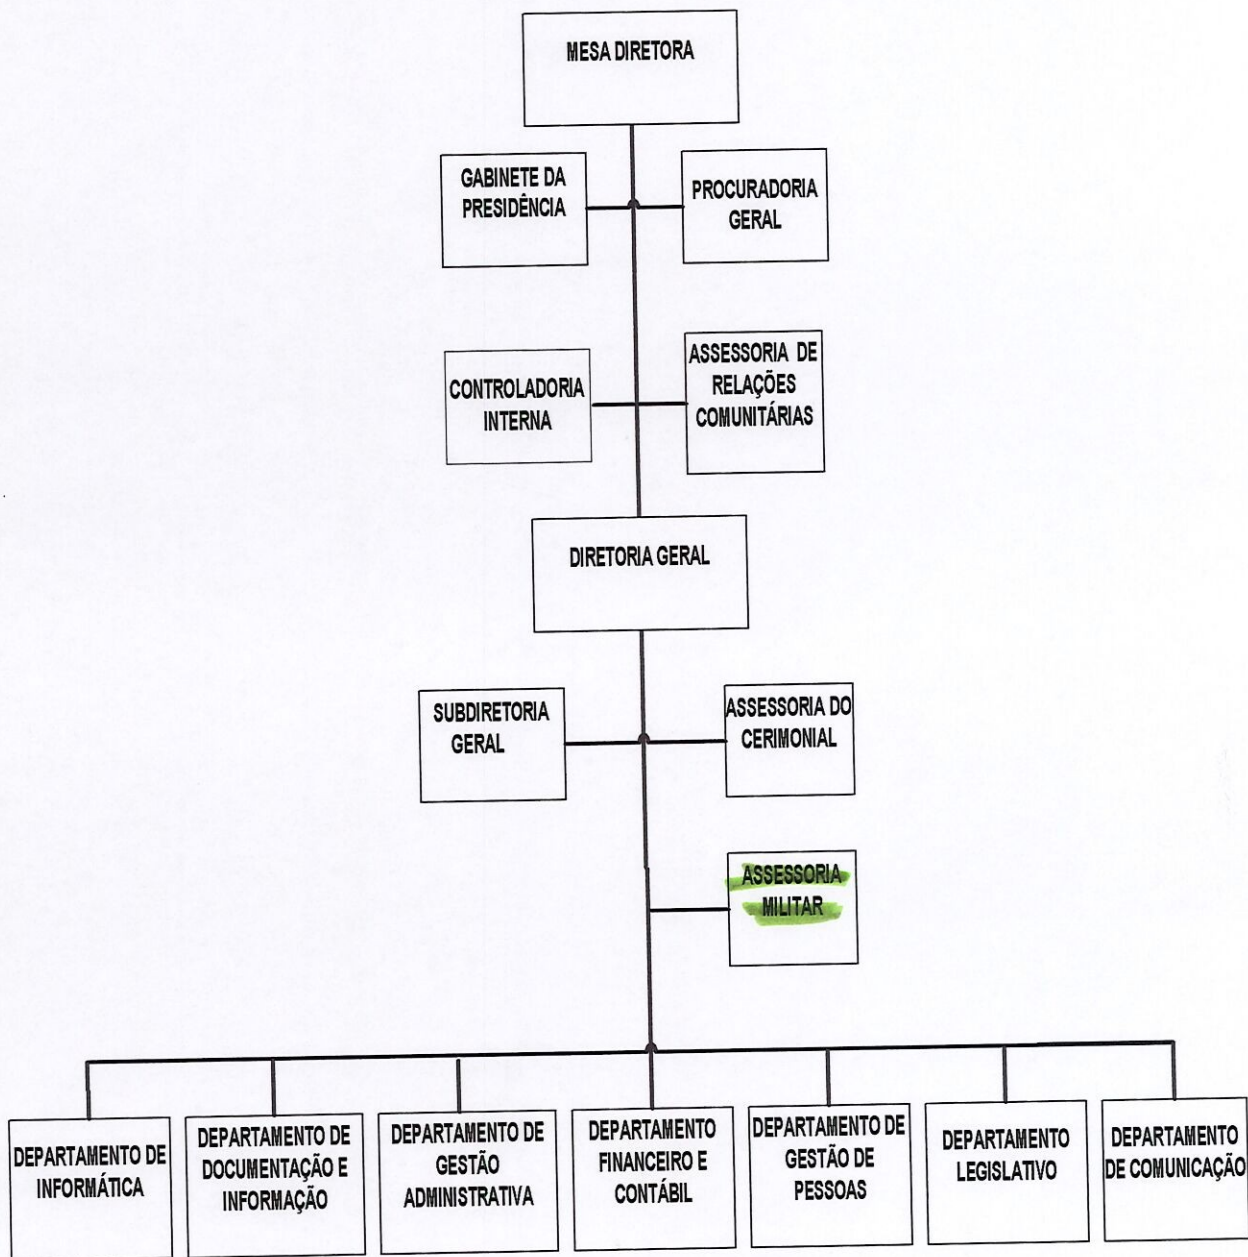 MESA DIRETORA
GABINETE DA
PRESIDÊNCIA
PROCURADORIA
GERAL
CONTROLADORIA
INTERNA
ASSESSORIA DE
RELAÇÕES
COMUNITÁRIAS
DIRETORIA GERAL
SUBDIRETORIA
GERAL
ASSESSORIA DO
CERIMONIAL
ASSESSORIA
MILITAR
DEPARTAMENTO DE
INFORMÁTICA
DEPARTAMENTO DE
DOCUMENTAÇÃO E
INFORMAÇÃO
DEPARTAMENTO DE
GESTÃO
ADMINISTRATIVA
DEPARTAMENTO
FINANCEIRO E
CONTÁBIL
DEPARTAMENTO DE
GESTÃO DE
PESSOAS
DEPARTAMENTO
LEGISLATIVO
DEPARTAMENTO
DE COMUNICAÇÃO